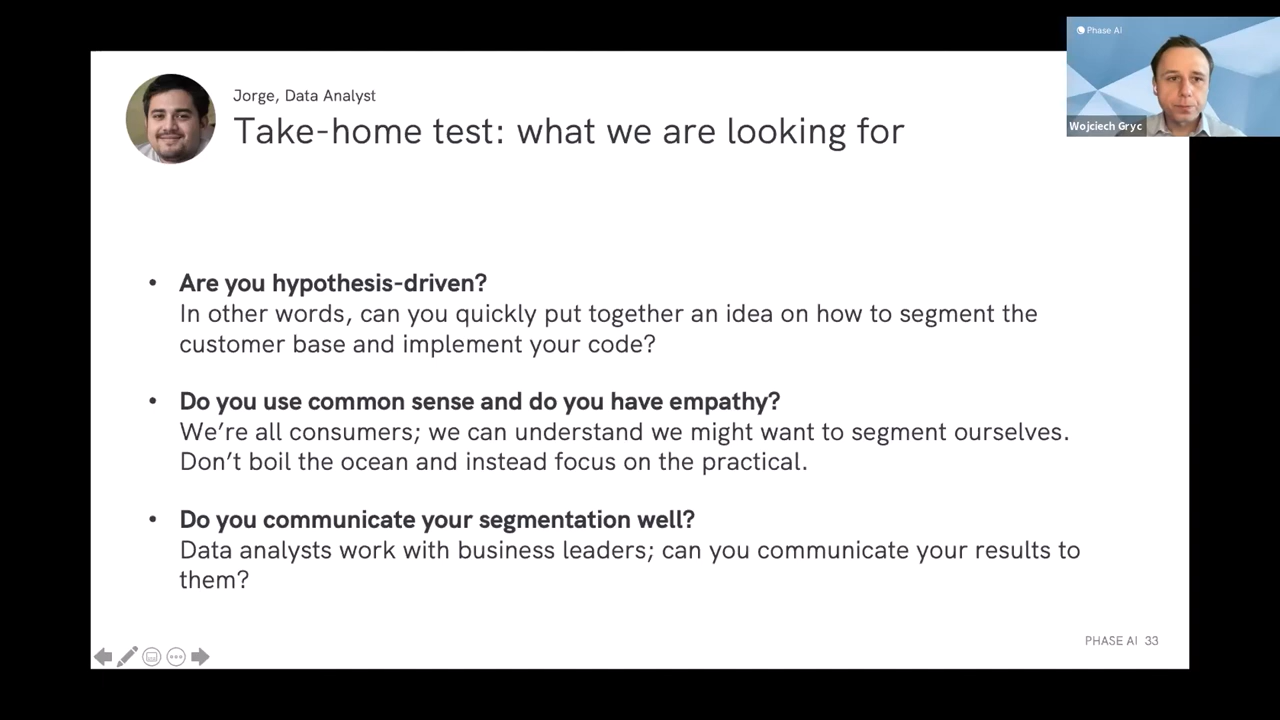 Phase AI
Wojciech Gryc
Jorge, Data Analyst
Take-home test: what we are looking for
• Are you hypothesis-driven?
In other words, can you quickly put together an idea on how to segment the
customer base and implement your code?
• Do you use common sense and do you have empathy?
We’re all consumers; we can understand we might want to segment ourselves.
Don’t boil the ocean and instead focus on the practical.
• Do you communicate your segmentation well?
Data analysts work with business leaders; can you communicate your results to
them?
PHASE AI 33